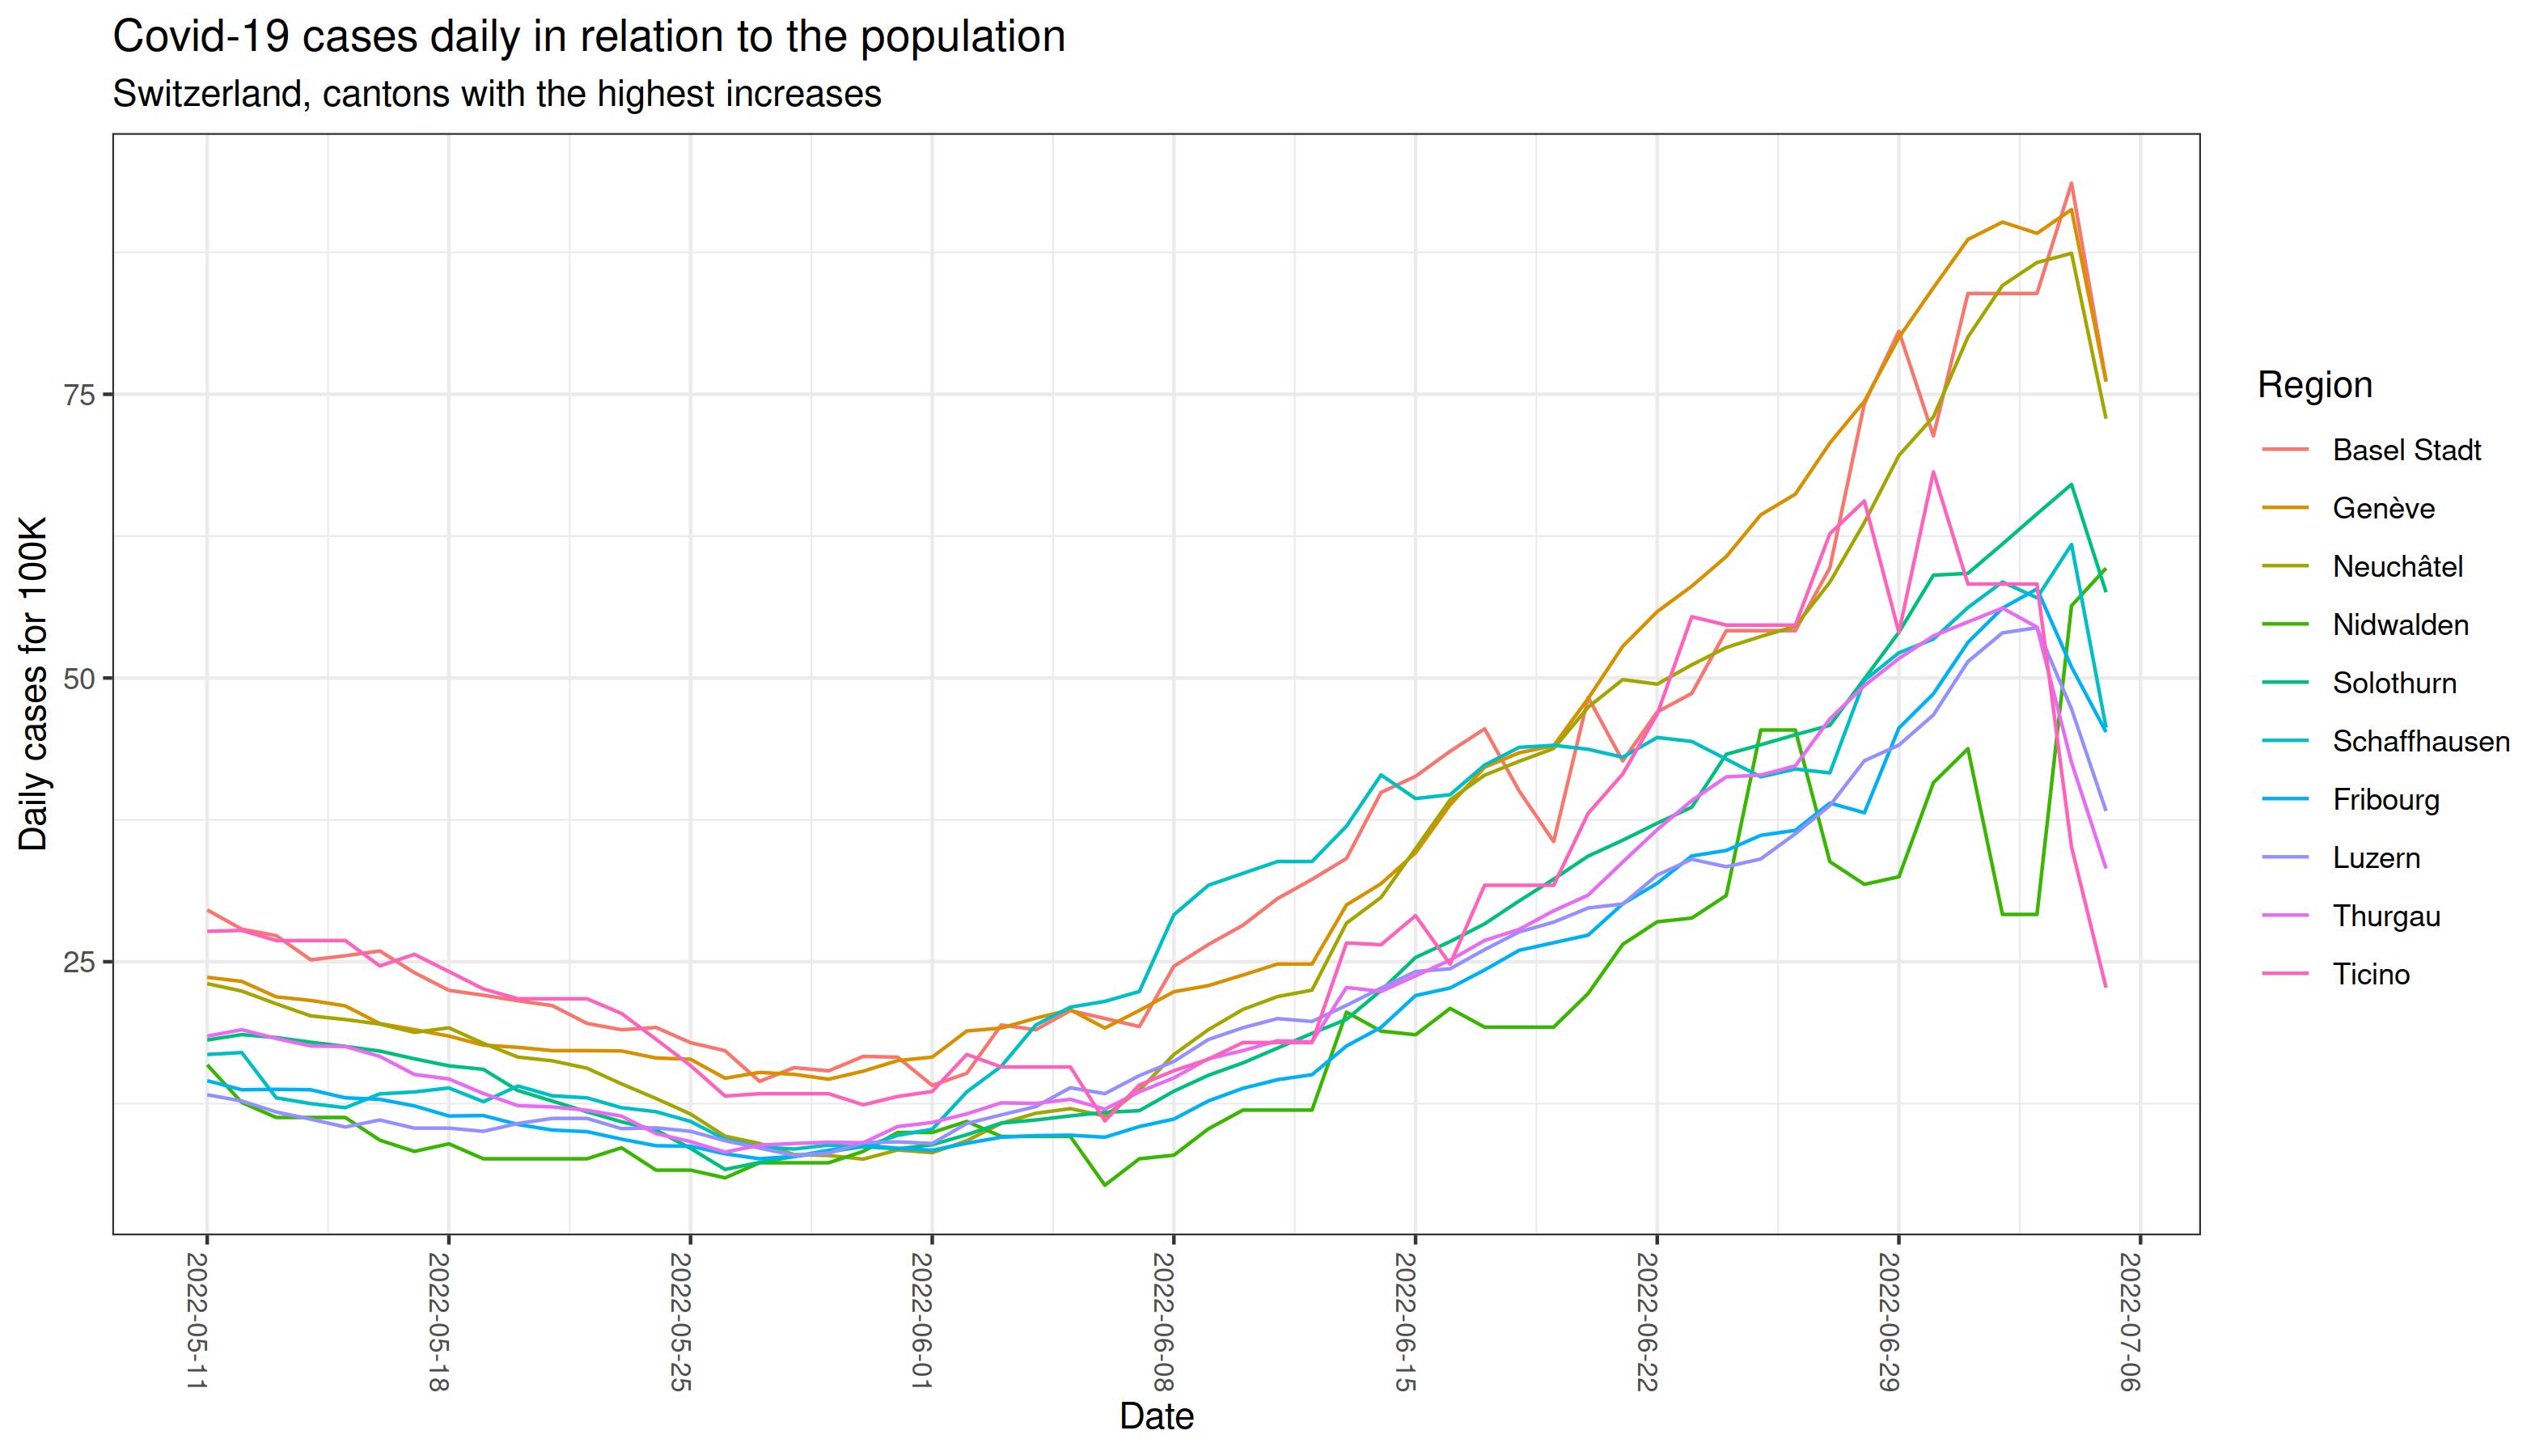 Covid-19 cases daily in relation to the population
Switzerland, cantons with the highest increases
Daily cases for 100K
75
50
25
2022-05-11
2022-05-18
2022-05-25
2022-06-01
2022-06-08
2022-06-15
2022-06-22
2022-06-29
2022-07-06
Date
Region
Basel Stadt
Genève
Neuchâtel
Nidwalden
Solothurn
Schaffhausen
Fribourg
Luzern
Thurgau
Ticino